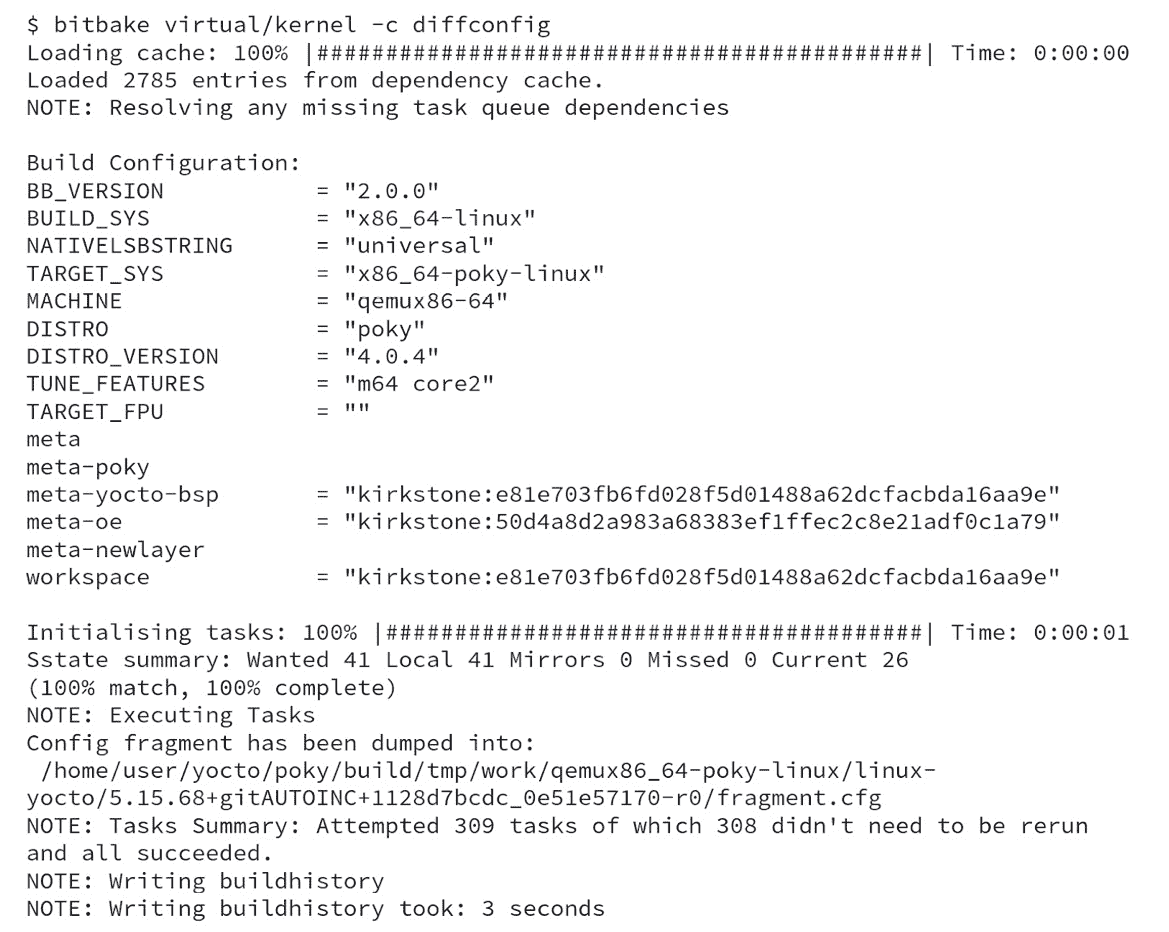 $ bitbake virtual/kernel -c diffconfig
Loading cache: 100% |############################################| Time: 0:00:00
Loaded 2785 entries from dependency cache.
NOTE: Resolving any missing task queue dependencies
Build Configuration:
BB_VERSION           = "2.0.0"
BUILD_SYS            = "x86_64-linux"
NATIVELSBSTRING      = "universal"
TARGET_SYS           = "x86_64-poky-linux"
MACHINE              = "qemux86-64"
DISTRO               = "poky"
DISTRO_VERSION       = "4.0.4"
TUNE_FEATURES        = "m64 core2"
TARGET_FPU           = ""
meta
meta-poky
meta-yocto-bsp       = "kirkstone:e81e703fb6fd028f5d01488a62dcfacbda16aa9e"
meta-oe              = "kirkstone:50d4a8d2a983a68383ef1ffec2c8e21adf0c1a79"
meta-newlayer
workspace            = "kirkstone:e81e703fb6fd028f5d01488a62dcfacbda16aa9e"
Initialising tasks: 100% |#######################################| Time: 0:00:01
Sstate summary: Wanted 41 Local 41 Mirrors 0 Missed 0 Current 26
(100% match, 100% complete)
NOTE: Executing Tasks
Config fragment has been dumped into:
 /home/user/yocto/poky/build/tmp/work/qemux86_64-poky-linux/linux-
yocto/5.15.68+gitAUTOINC+1128d7bcdc_0e51e57170-r0/fragment.cfg
NOTE: Tasks Summary: Attempted 309 tasks of which 308 didn't need to be rerun
and all succeeded.
NOTE: Writing buildhistory
NOTE: Writing buildhistory took: 3 seconds